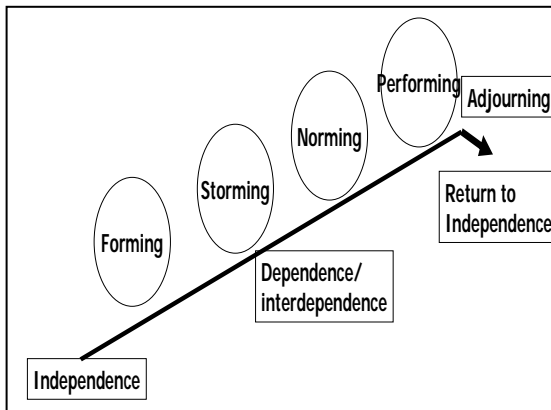 Performing
Adjourning
Norming
Storming
Return to
Independence
Forming
Dependence/
interdependence
Independence